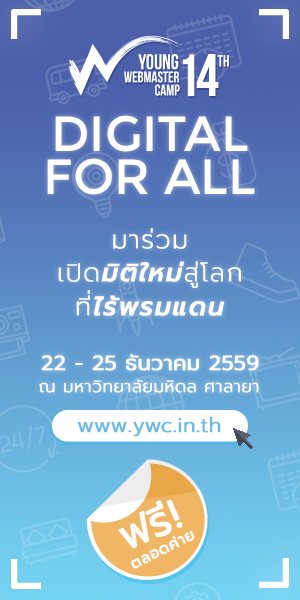 YOUNG
WEBMASTER
CAMP 14TH
DIGITAL
FOR ALL
มาร่วม
เปิดมิติใหม่สู่โลก
ที่ไร้พรมแดน
22 - 25 ธันวาคม 2559
ณ มหาวิทยาลัยมหิดล ศาลายา
www.ywc.in.th
ฟรี!
ตลอดค่าย
24/7